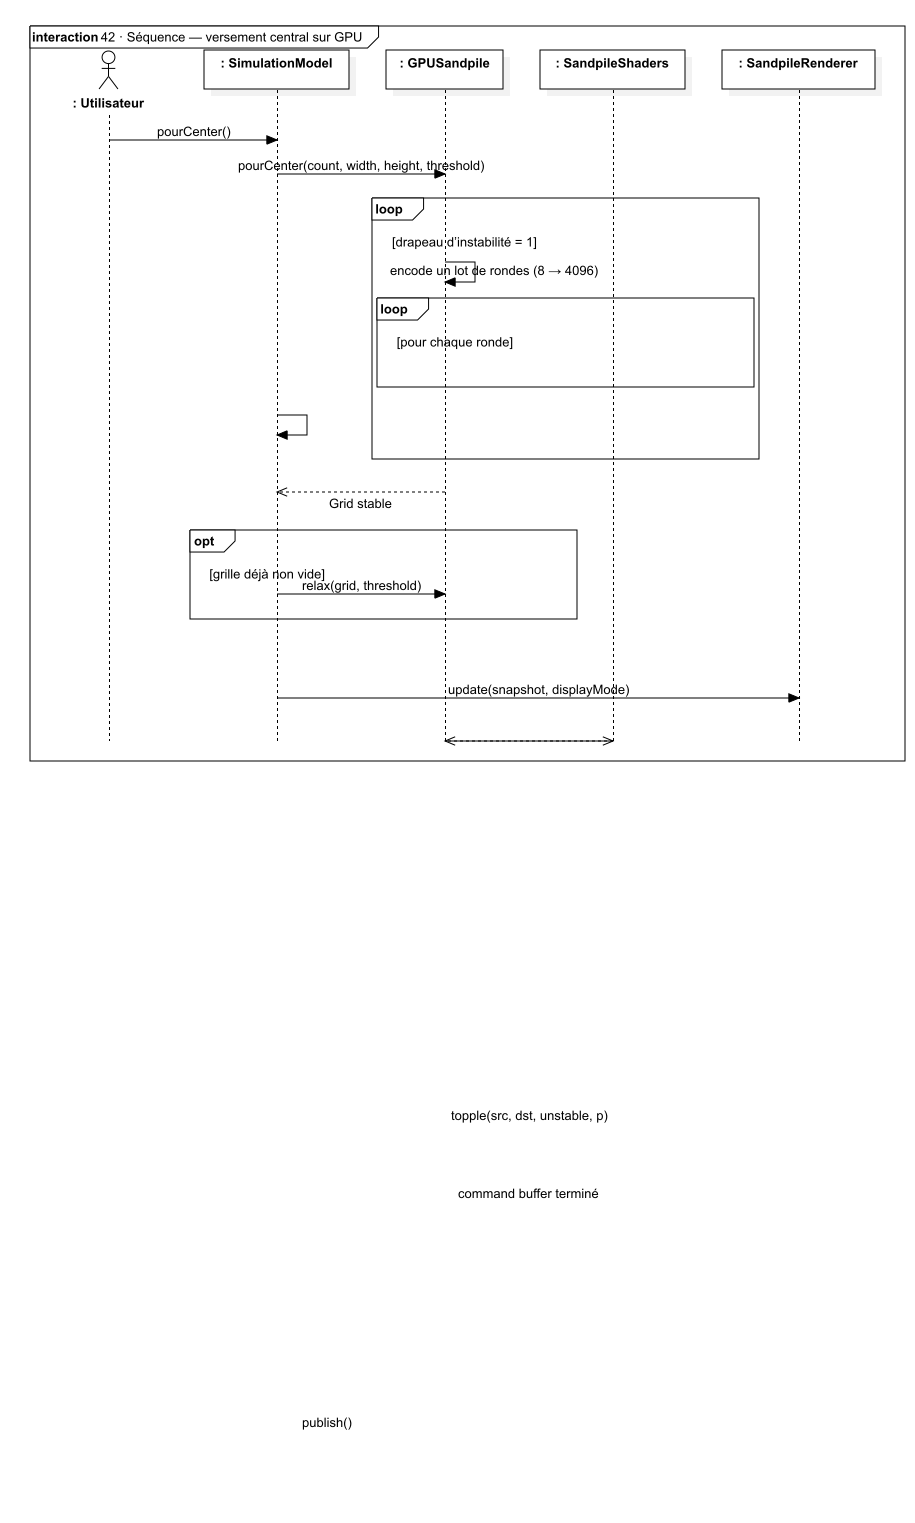 interaction 42 · Séquence — versement central sur GPU
: Utilisateur
: SimulationModel
: GPUSandpile
: SandpileShaders
: SandpileRenderer
pourCenter()
pourCenter(count, width, height, threshold)
loop
[drapeau d’instabilité = 1]
encode un lot de rondes (8 → 4096)
loop
[pour chaque ronde]
Grid stable
opt
[grille déjà non vide]
relax(grid, threshold)
update(snapshot, displayMode)
topple(src, dst, unstable, p)
command buffer terminé
publish()